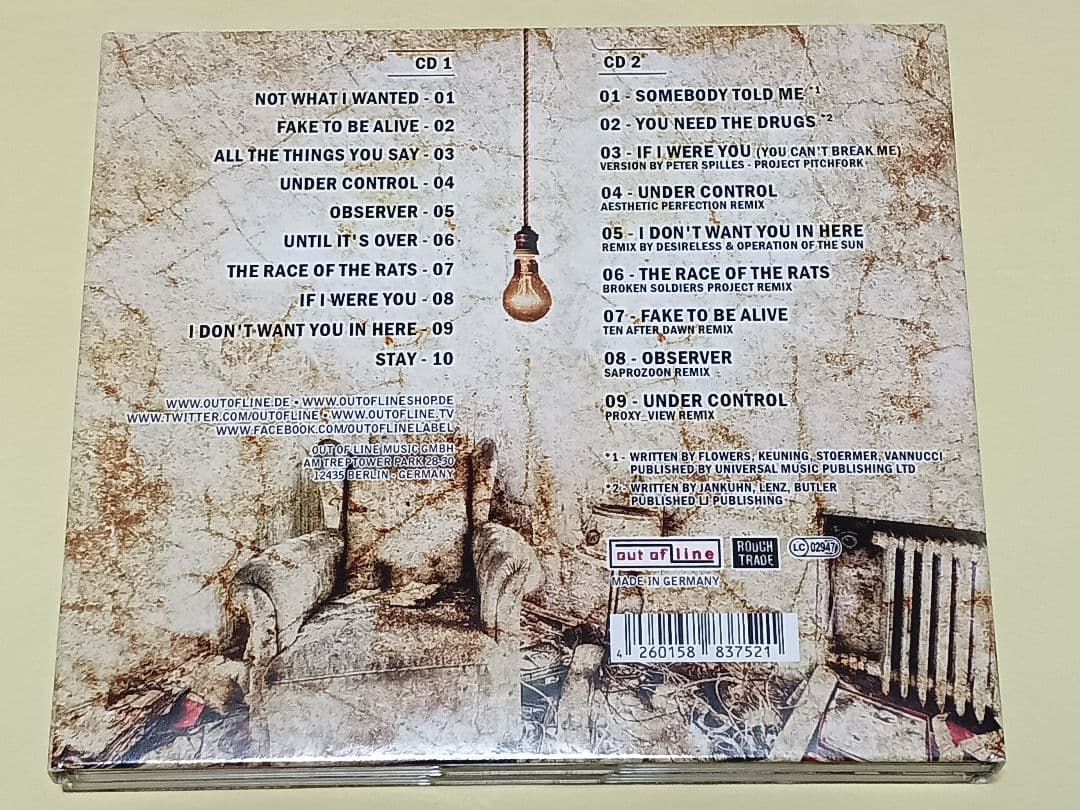 CD 1
NOT WHAT I WANTED - 01
FAKE TO BE ALIVE - 02
ALL THE THINGS YOU SAY - 03
UNDER CONTROL - 04
OBSERVER - 05
UNTIL IT'S OVER - 06
THE RACE OF THE RATS - 07
IF I WERE YOU - 08
I DON'T WANT YOU IN HERE - 09
STAY - 10
WWW.OUTOFLINE.DE • WWW.OUTOFLINESHOP.DE
WWW.TWITTER.COM/OUTOFLINE • WWW.OUTOFLINE.TV
WWW.FACEBOOK.COM/OUTOFLINELABEL
OUT OF LINE MUSIC GMBH
AM TREPTOWER PARK 28-30
12435 BERLIN - GERMANY
CD 2
01 - SOMEBODY TOLD ME *1
02 - YOU NEED THE DRUGS *2
03 - IF I WERE YOU (YOU CAN'T BREAK ME)
VERSION BY PETER SPILLES - PROJECT PITCHFORK
04 - UNDER CONTROL
AESTHETIC PERFECTION REMIX
05 - I DON'T WANT YOU IN HERE
REMIX BY DESIRELESS & OPERATION OF THE SUN
06 - THE RACE OF THE RATS
BROKEN SOLDIERS PROJECT REMIX
07 - FAKE TO BE ALIVE
TEN AFTER DAWN REMIX
08 - OBSERVER
SAPROZOON REMIX
09 - UNDER CONTROL
PROXY_VIEW REMIX
*1 - WRITTEN BY FLOWERS, KEUNING, STOERMER, VANNUCCI
PUBLISHED BY UNIVERSAL MUSIC PUBLISHING LTD
*2 - WRITTEN BY JANKUHN, LENZ, BUTLER
PUBLISHED LJ PUBLISHING
out of line
ROUGH TRADE
LC 02947
MADE IN GERMANY
4 260158 837521